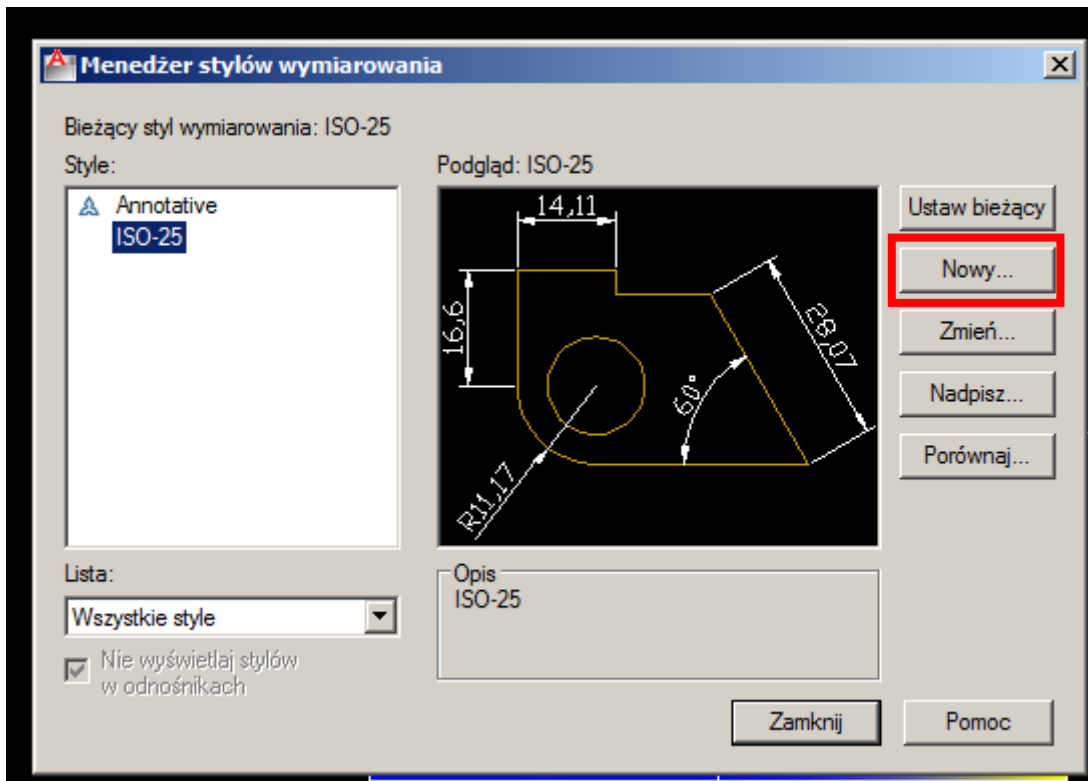 Menedżer stylów wymiarowania
Bieżący styl wymiarowania: ISO-25
Style:
Annotative
ISO-25
Podgląd: ISO-25
14,11
16,6
28,07
60°
R11,17
Ustaw bieżący
Nowy...
Zmień...
Nadpisz...
Porównaj...
Lista:
Wszystkie style
Nie wyświetlaj stylów
w odnośnikach
Opis
ISO-25
Zamknij
Pomoc